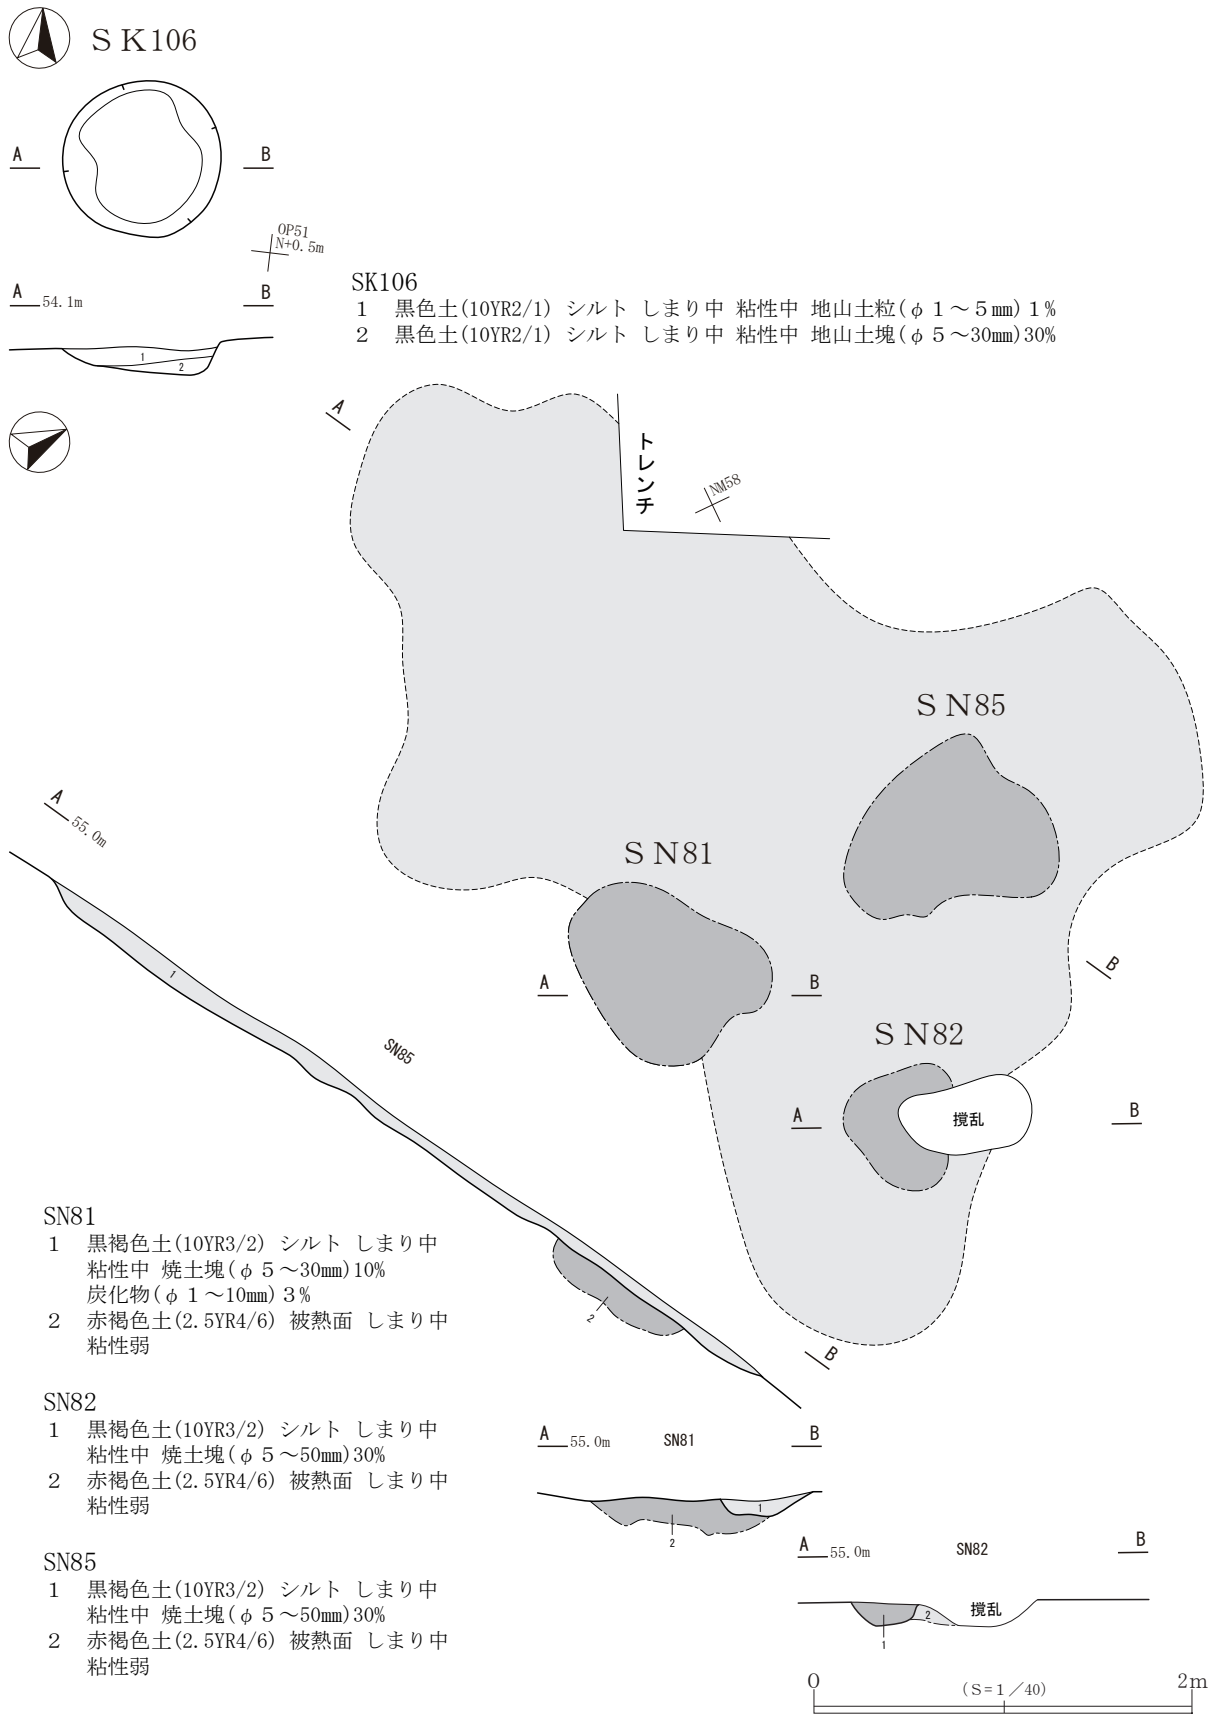 ＳＫ106
A
B
OP51
N+0.5m
A 54.1m
B
1
2
SK106
１ 黒色土(10YR2/1) シルト しまり中 粘性中 地山土粒(φ１～５㎜)１%
２ 黒色土(10YR2/1) シルト しまり中 粘性中 地山土塊(φ５～30㎜)30%
A
トレンチ
NM58
ＳＮ85
ＳＮ81
A
B
B
ＳＮ82
A
撹乱
B
B
A 55.0m
1
SN85
2
SN81
１ 黒褐色土(10YR3/2) シルト しまり中
粘性中 焼土塊(φ５～30㎜)10%
炭化物(φ１～10㎜)３%
２ 赤褐色土(2.5YR4/6) 被熱面 しまり中
粘性弱
SN82
１ 黒褐色土(10YR3/2) シルト しまり中
粘性中 焼土塊(φ５～50㎜)30%
２ 赤褐色土(2.5YR4/6) 被熱面 しまり中
粘性弱
SN85
１ 黒褐色土(10YR3/2) シルト しまり中
粘性中 焼土塊(φ５～50㎜)30%
２ 赤褐色土(2.5YR4/6) 被熱面 しまり中
粘性弱
A 55.0m SN81 B
1
2
A 55.0m SN82 B
撹乱
2
1
0 2m
(Ｓ=１／40)